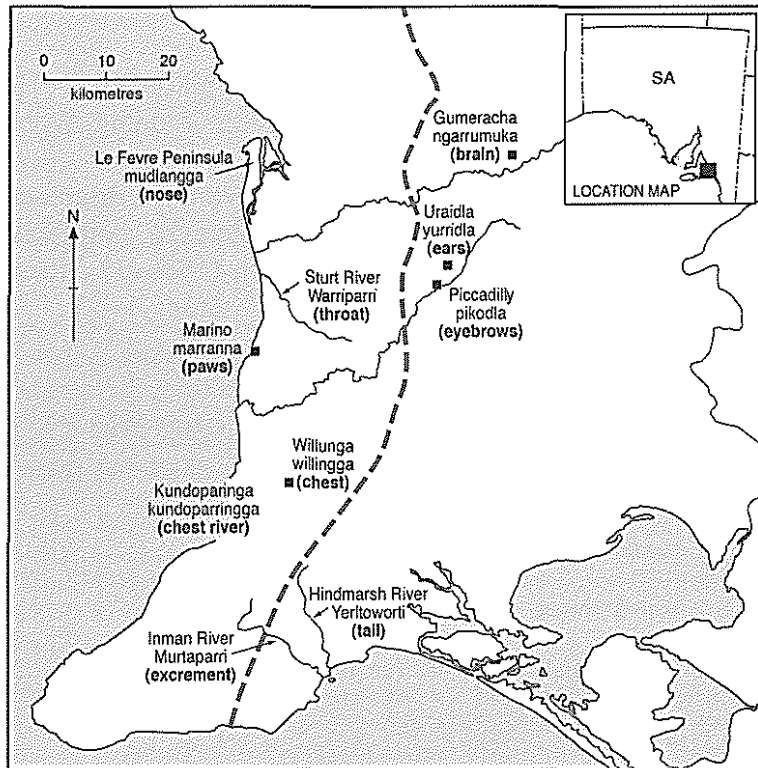 0 10 20
kilometres
SA
LOCATION MAP
Gumeracha
ngarrumuka
(brain)
Le Fevre Peninsula
mudlangga
(nose)
N
Uraidla
yurridla
(ears)
Sturt River
Warriparri
(throat)
Piccadilly
pikodla
(eyebrows)
Marino
marranna
(paws)
Willunga
willingga
(chest)
Kundoparinga
kundoparringga
(chest river)
Hindmarsh River
Yerltoworti
(tail)
Inman River
Murtaparri
(excrement)